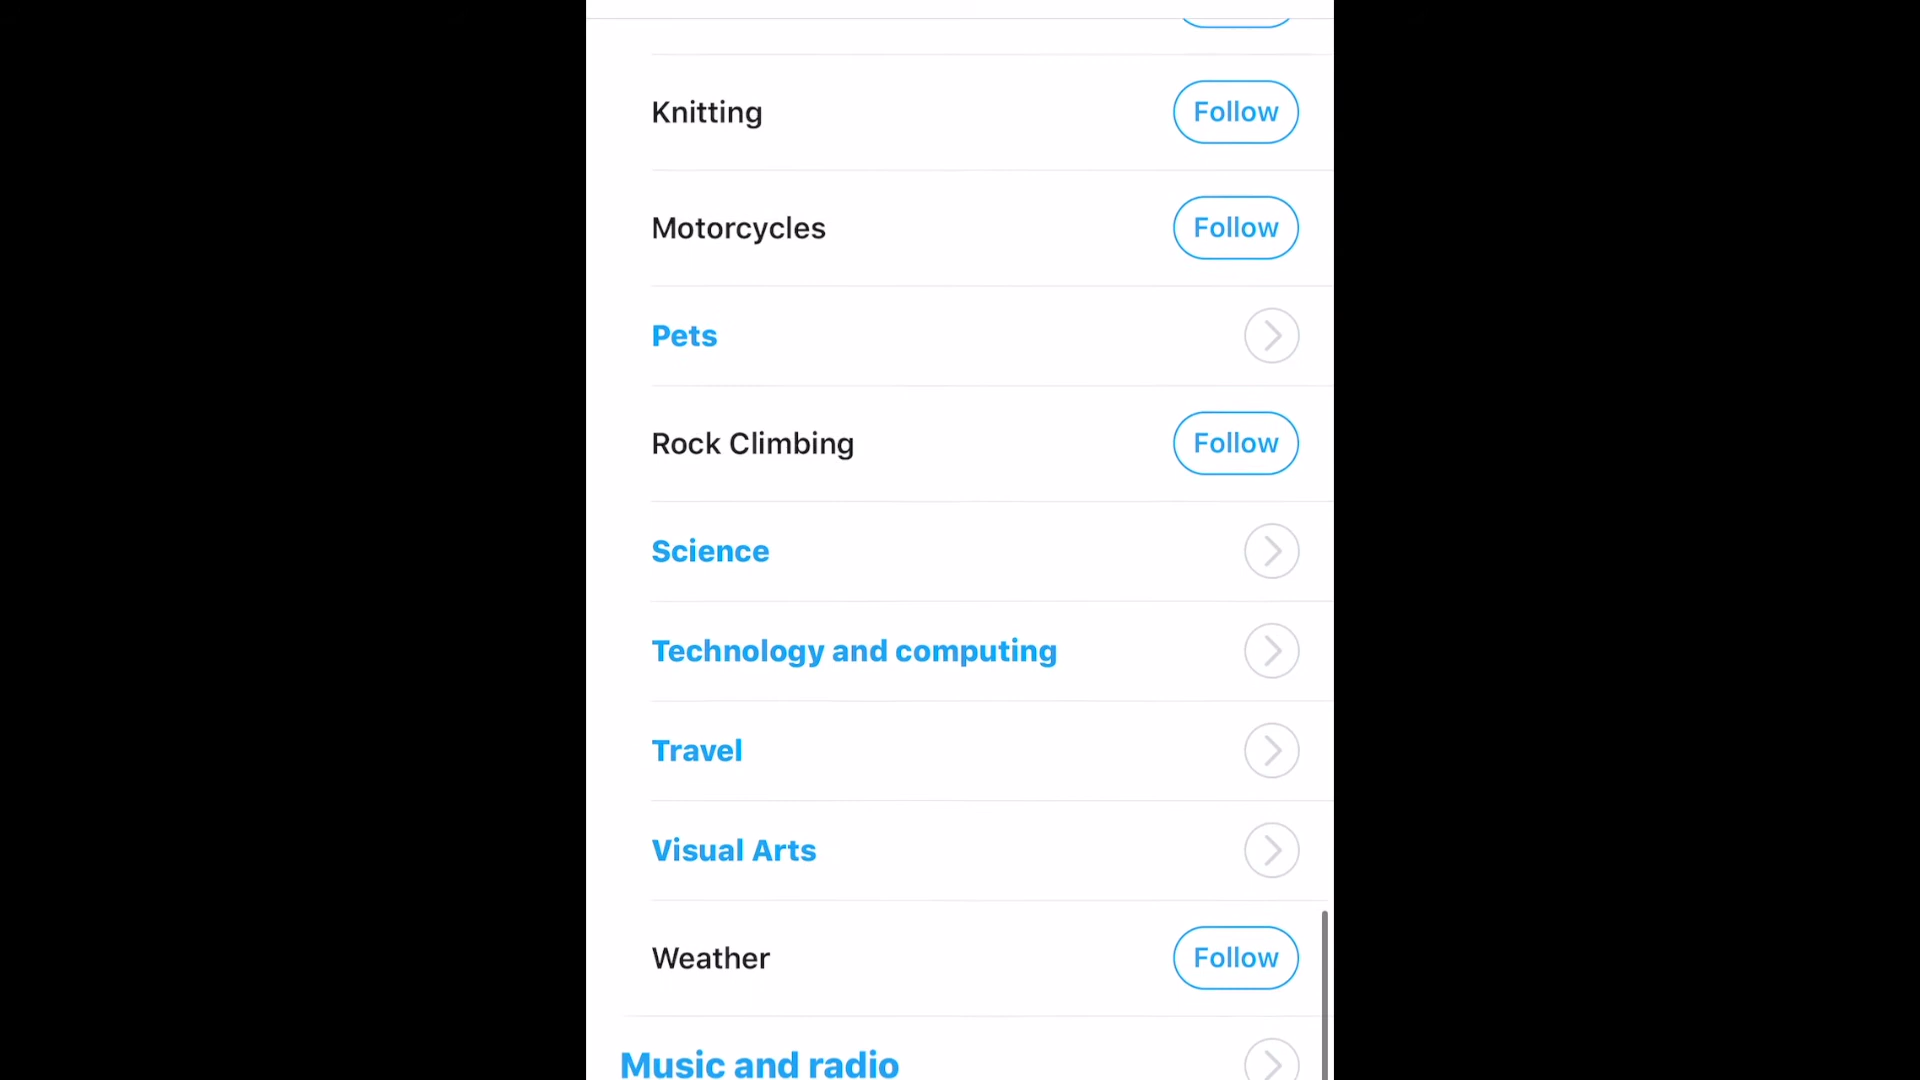 Knitting Follow
Motorcycles Follow
Pets
Rock Climbing Follow
Science
Technology and computing
Travel
Visual Arts
Weather Follow
Music and radio